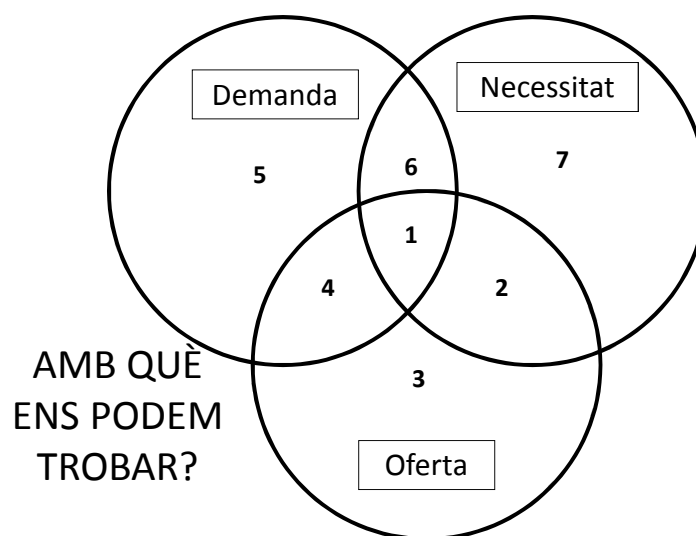 Demanda
Necessitat
5
6
7
1
4
2
3
AMB QUÈ
ENS PODEM
TROBAR?
Oferta